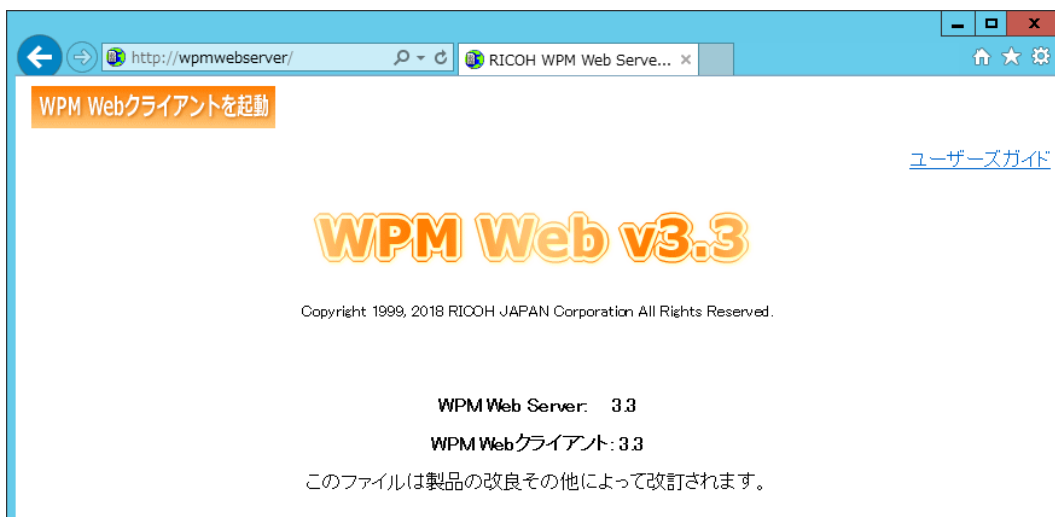 http://wpmwebserver/
RICOH WPM Web Serve...
WPM Webクライアントを起動
ユーザーズガイド
WPM Web v3.3
Copyright 1999, 2018 RICOH JAPAN Corporation All Rights Reserved.
WPM Web Server: 3.3
WPM Webクライアント: 3.3
このファイルは製品の改良その他によって改訂されます。